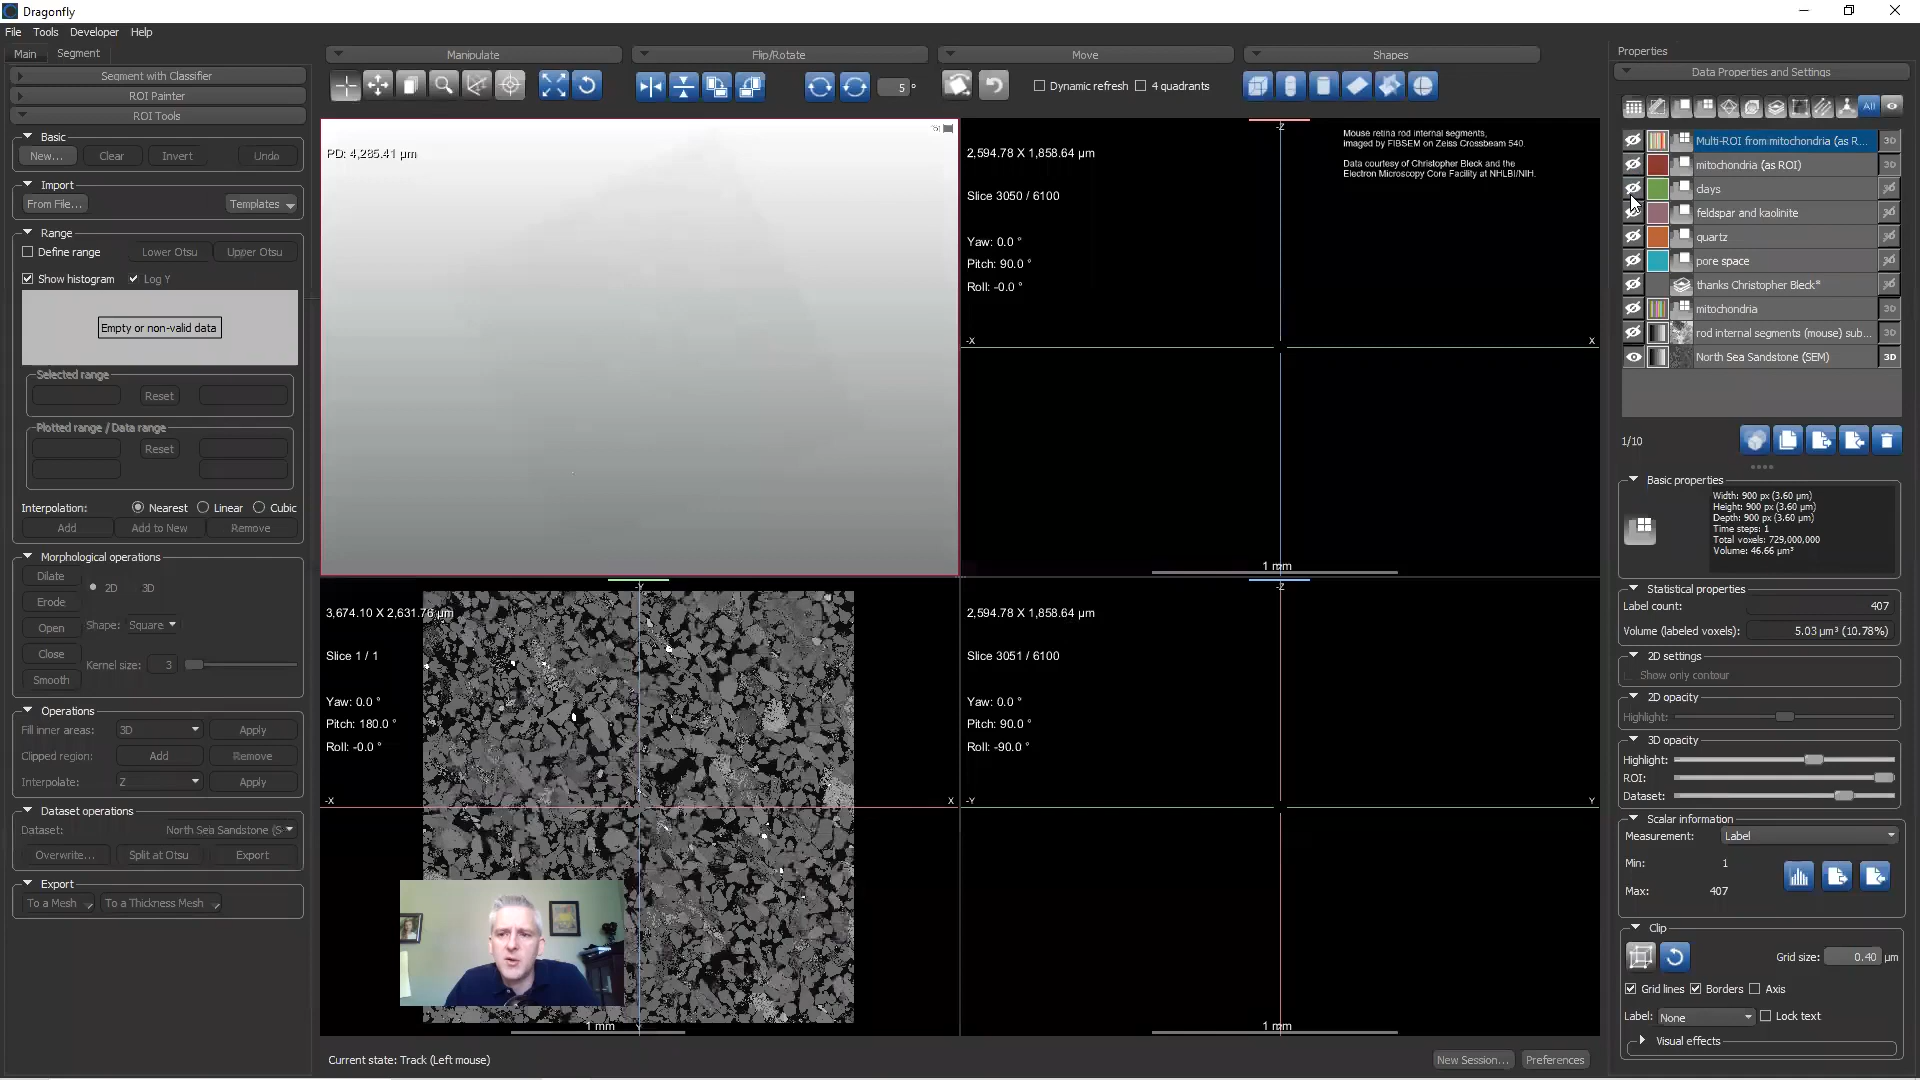 Dragonfly
File Tools Developer Help
Main Segment
Segment with Classifier
ROI Painter
ROI Tools
Basic
New... Clear Invert Undo
Import
From File... Templates
Range
Define range Lower Otsu Upper Otsu
Show histogram Log Y
Empty or non-valid data
Selected range
Reset
Plotted range / Data range
Reset
Interpolation: Nearest Linear Cubic
Add Add to New Remove
Morphological operations
Dilate 2D 3D
Erode
Open Shape: Square
Close Kernel size: 3
Smooth
Operations
Fill inner areas: 3D Apply
Clipped region: Add Remove
Interpolate: Z Apply
Dataset operations
Dataset: North Sea Sandstone (S
Overwrite... Split at Otsu Export
Export
To a Mesh To a Thickness Mesh
Manipulate Flip/Rotate Move Shapes
5 °
Dynamic refresh 4 quadrants
PD: 4,285.41 µm
2,594.78 X 1,858.64 µm
Slice 3050 / 6100
Yaw: 0.0 °
Pitch: 90.0 °
Roll: -0.0 °
-Z
Mouse retina rod internal segments,
imaged by FIBSEM on Zeiss Crossbeam 540.
Data courtesy of Christopher Bleck and the
Electron Microscopy Core Facility at NHLBI/NIH.
-X X
1 mm
3,674.10 X 2,631.76 µm
Slice 1 / 1
Yaw: 0.0 °
Pitch: 180.0 °
Roll: -0.0 °
-Y
-X X
1 mm
2,594.78 X 1,858.64 µm
Slice 3051 / 6100
Yaw: 0.0 °
Pitch: 90.0 °
Roll: -90.0 °
-Z
-Y Y
1 mm
Current state: Track (Left mouse)
New Session... Preferences
Properties
Data Properties and Settings
All
Multi-ROI from mitochondria (as R... 3D
mitochondria (as ROI) 3D
clays
feldspar and kaolinite
quartz
pore space
thanks Christopher Bleck*
mitochondria 3D
rod internal segments (mouse) sub... 3D
North Sea Sandstone (SEM) 3D
1/10
Basic properties
Width: 900 px (3.60 µm)
Height: 900 px (3.60 µm)
Depth: 900 px (3.60 µm)
Time steps: 1
Total voxels: 729,000,000
Volume: 46.66 µm³
Statistical properties
Label count: 407
Volume (labeled voxels): 5.03 µm³ (10.78%)
2D settings
Show only contour
2D opacity
Highlight:
3D opacity
Highlight:
ROI:
Dataset:
Scalar information
Measurement: Label
Min: 1
Max: 407
Clip
Grid size: 0.40 µm
Grid lines Borders Axis
Label: None Lock text
Visual effects